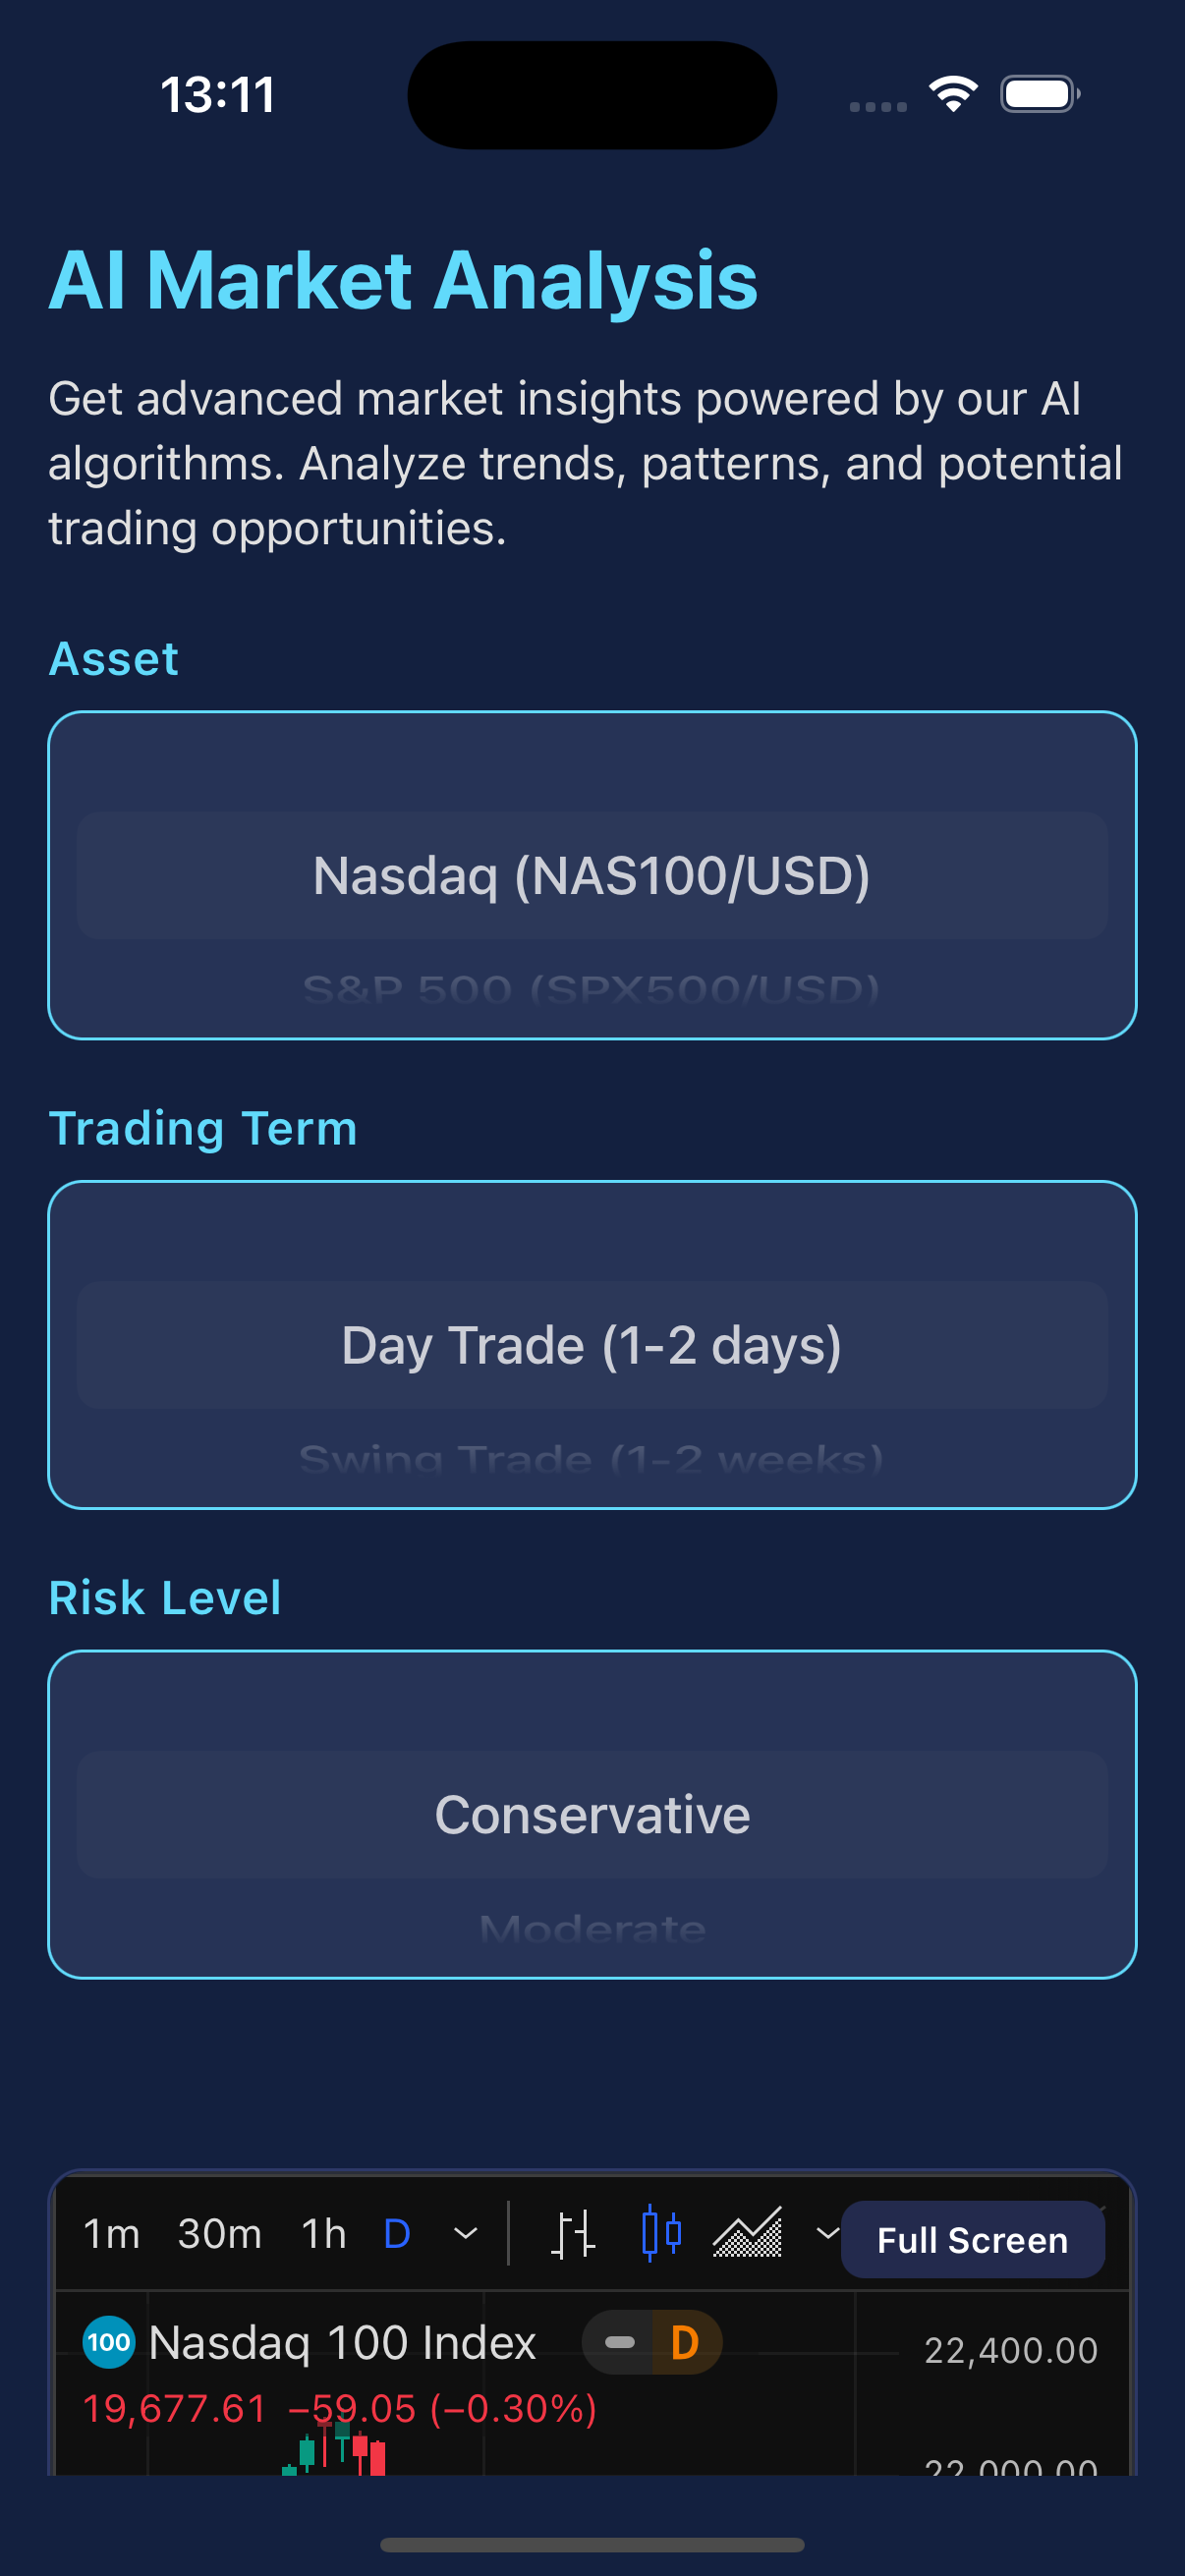 13:11
AI Market Analysis
Get advanced market insights powered by our AI
algorithms. Analyze trends, patterns, and potential
trading opportunities.
Asset
Nasdaq (NAS100/USD)
S&P 500 (SPX500/USD)
Trading Term
Day Trade (1-2 days)
Swing Trade (1-2 weeks)
Risk Level
Conservative
Moderate
1m 30m 1h D Full Screen
100 Nasdaq 100 Index D 22,400.00
19,677.61 −59.05 (−0.30%)
22,000.00